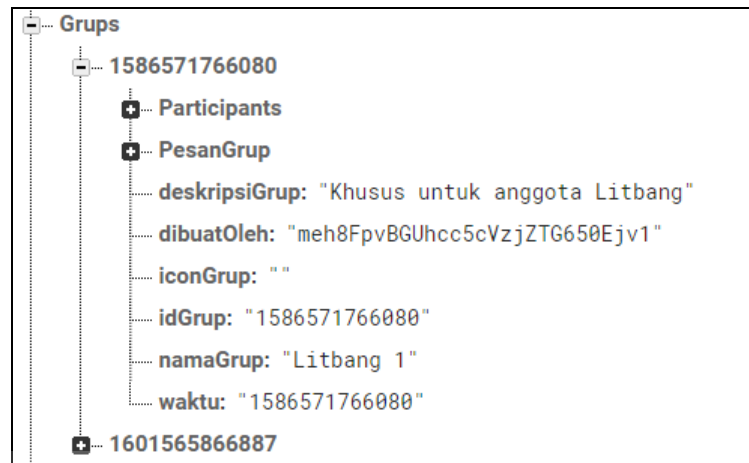 Grups
1586571766080
Participants
PesanGrup
deskripsiGrup: "Khusus untuk anggota Litbang"
dibuatOleh: "meh8FpvBGUhcc5cVzjZTG650Ejv1"
iconGrup: ""
idGrup: "1586571766080"
namaGrup: "Litbang 1"
waktu: "1586571766080"
1601565866887